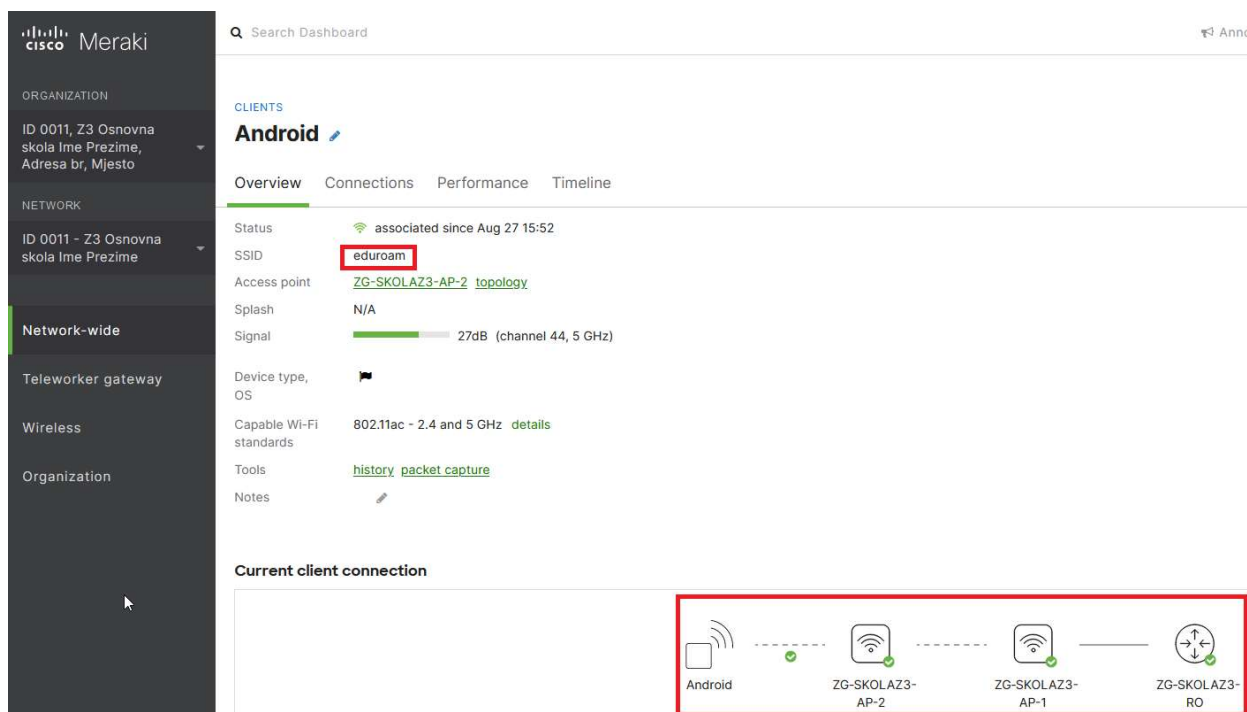 cisco Meraki
Search Dashboard
ORGANIZATION
ID 0011, Z3 Osnovna
skola Ime Prezime,
Adresa br, Mjesto
NETWORK
ID 0011 - Z3 Osnovna
skola Ime Prezime
Network-wide
Teleworker gateway
Wireless
Organization
CLIENTS
Android
Overview Connections Performance Timeline
Status associated since Aug 27 15:52
SSID eduroam
Access point ZG-SKOLAZ3-AP-2 topology
Splash N/A
Signal 27dB (channel 44, 5 GHz)
Device type,
OS
Capable Wi-Fi 802.11ac - 2.4 and 5 GHz details
standards
Tools history packet capture
Notes
Current client connection
Android ZG-SKOLAZ3- ZG-SKOLAZ3- ZG-SKOLAZ3-
AP-2 AP-1 RO